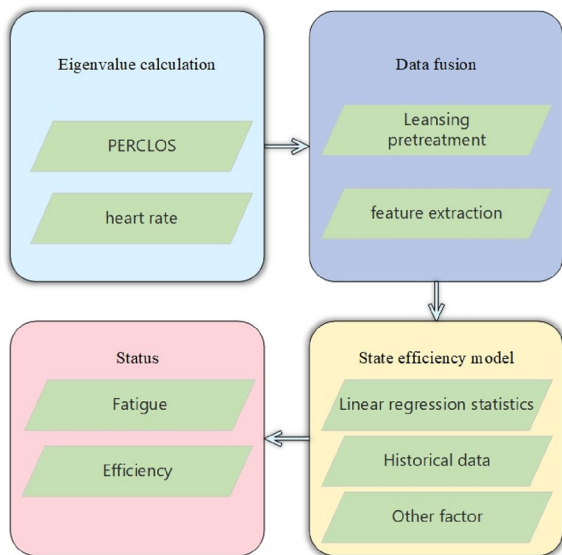 Eigenvalue calculation
PERCLOS
heart rate
Data fusion
Leansing
pretreatment
feature extraction
State efficiency model
Linear regression statistics
Historical data
Other factor
Status
Fatigue
Efficiency